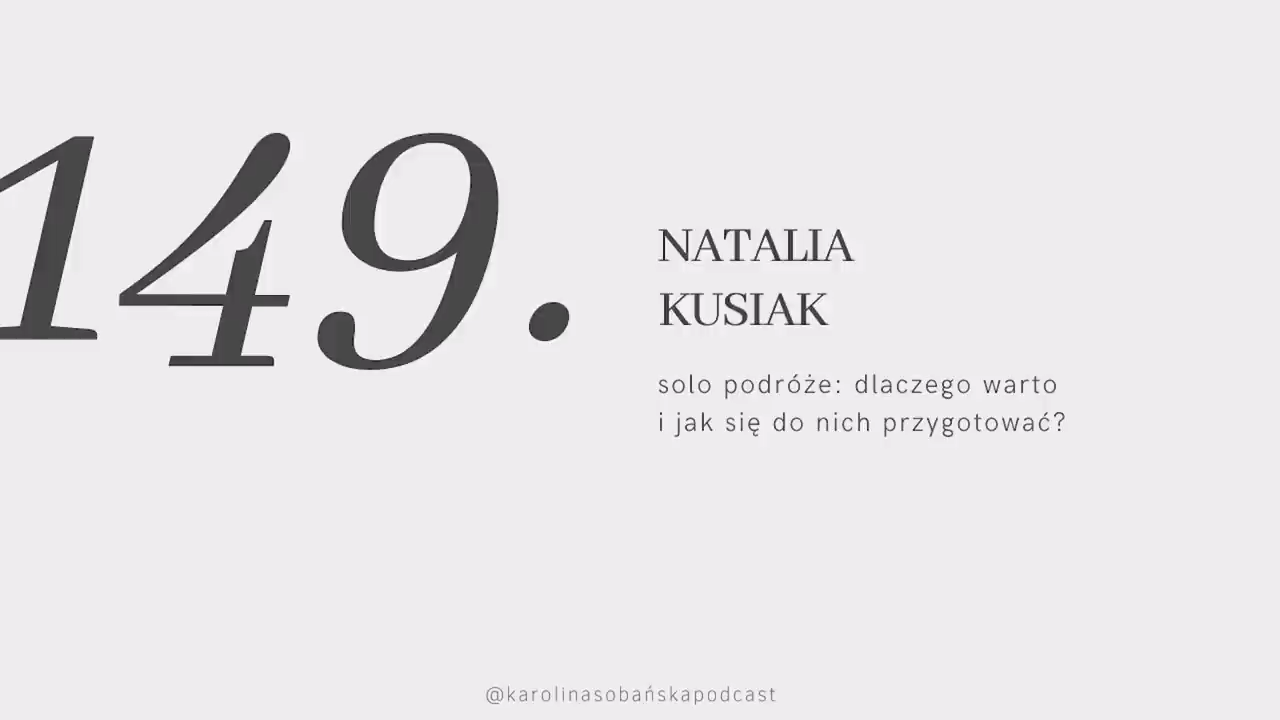 149.
NATALIA
KUSIAK
solo podróże: dlaczego warto
i jak się do nich przygotować?
@karolinasobańskapodcast